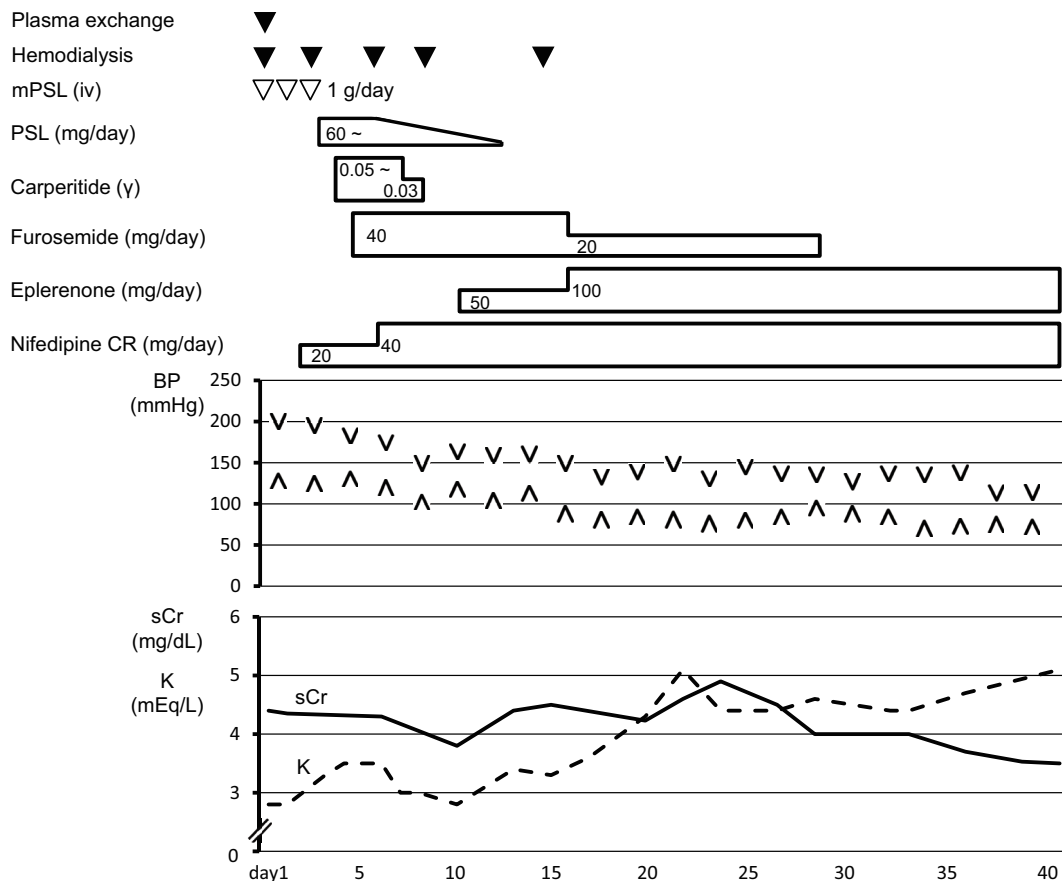 Plasma exchange
Hemodialysis
mPSL (iv) 1 g/day
PSL (mg/day) 60 ~
Carperitide (γ) 0.05 ~
0.03
Furosemide (mg/day) 40 20
Eplerenone (mg/day) 50 100
Nifedipine CR (mg/day) 20 40
BP
(mmHg)
250
200
150
100
50
0
sCr
(mg/dL)
K
(mEq/L)
6
5
4
3
0
sCr
K
day1 5 10 15 20 25 30 35 40